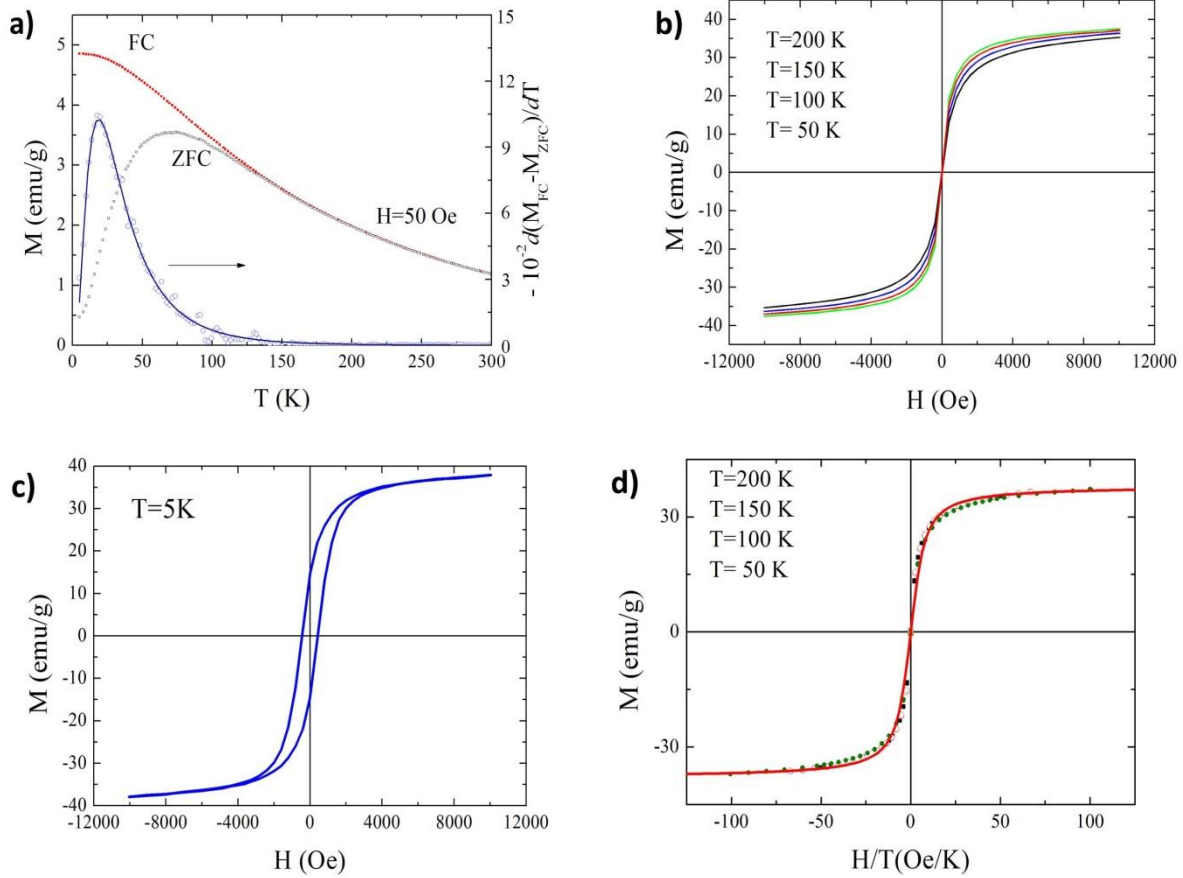 a)
FC
ZFC
H=50 Oe
M (emu/g)
5
4
3
2
1
0
0 50 100 150 200 250 300
T (K)
15
12
9
6
3
0
- 10⁻² d(M_FC-M_ZFC)/dT
b)
T=200 K
T=150 K
T=100 K
T= 50 K
M (emu/g)
40
30
20
10
0
-10
-20
-30
-40
-12000 -8000 -4000 0 4000 8000 12000
H (Oe)
c)
T=5K
M (emu/g)
40
30
20
10
0
-10
-20
-30
-40
-12000 -8000 -4000 0 4000 8000 12000
H (Oe)
d)
T=200 K
T=150 K
T=100 K
T= 50 K
M (emu/g)
30
0
-30
-100 -50 0 50 100
H/T(Oe/K)